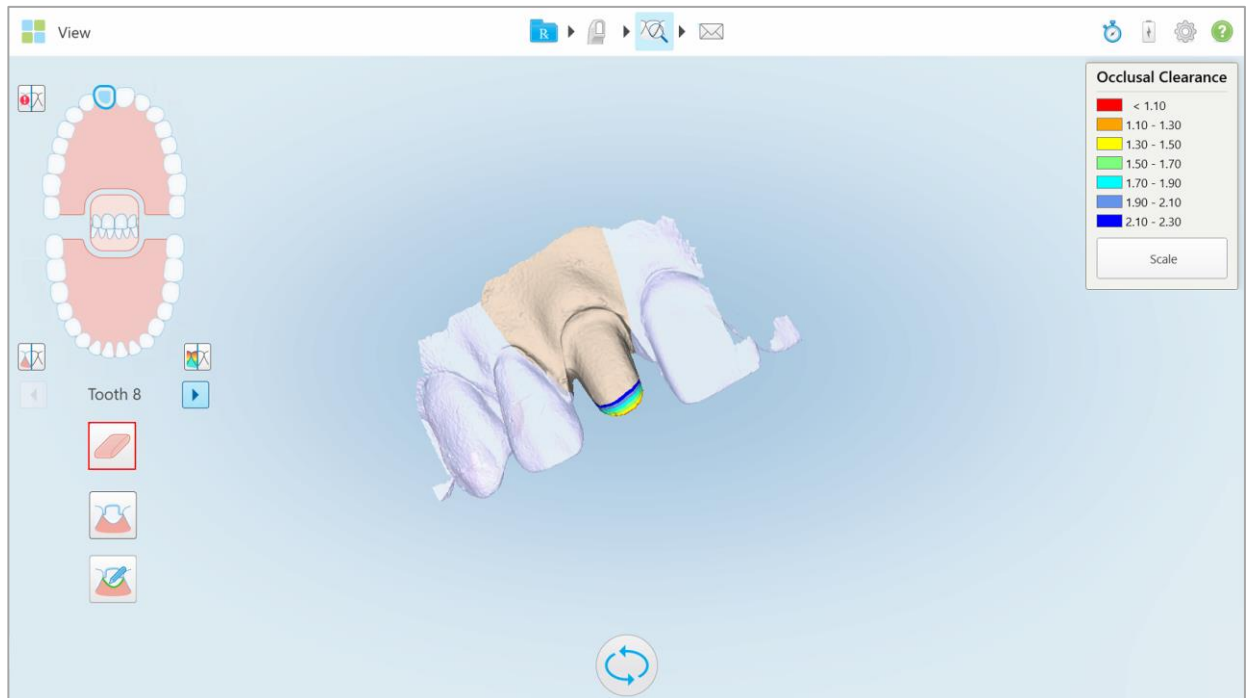 View
R
?
Occlusal Clearance
< 1.10
1.10 - 1.30
1.30 - 1.50
1.50 - 1.70
1.70 - 1.90
1.90 - 2.10
2.10 - 2.30
Scale
Tooth 8